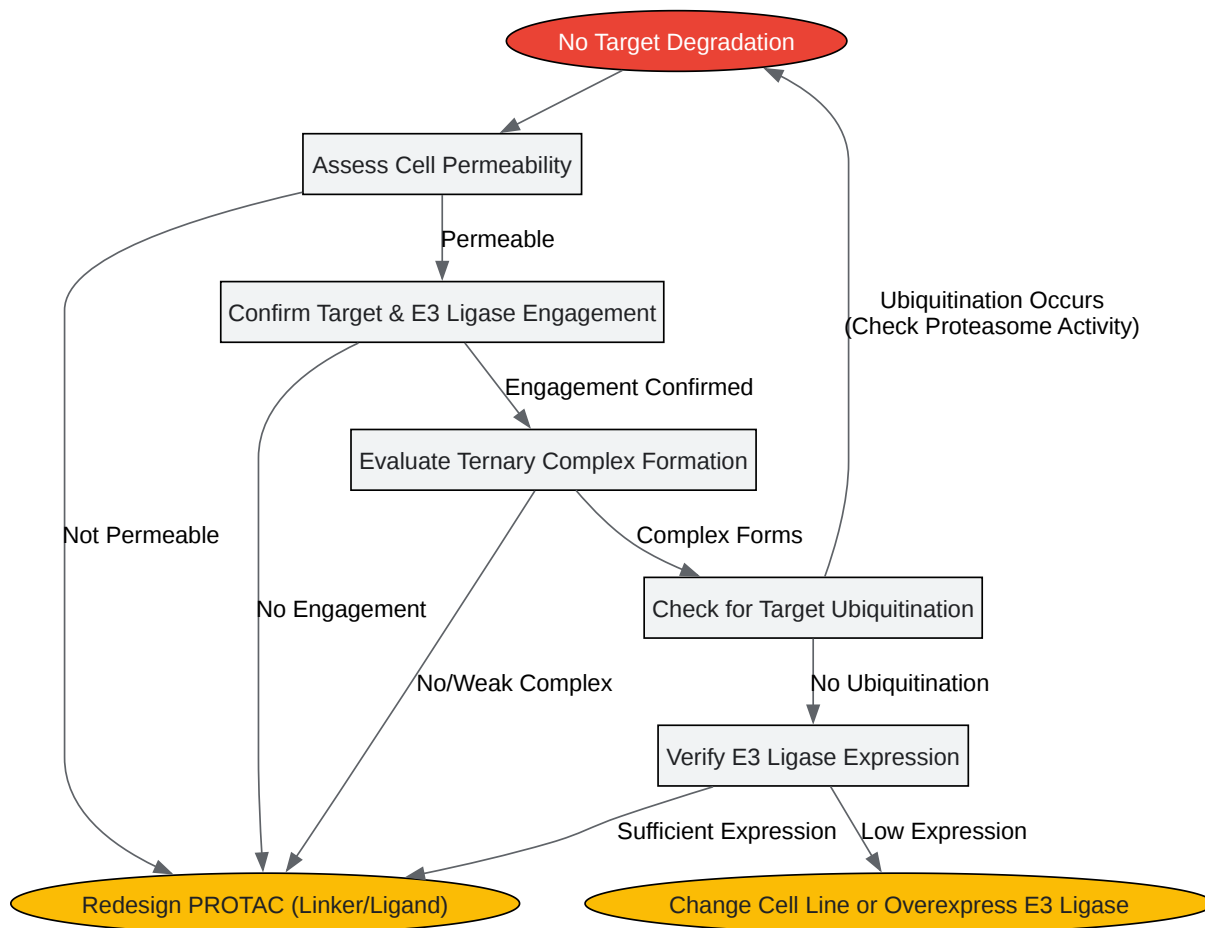 No Target Degradation
Assess Cell Permeability
Permeable
Confirm Target & E3 Ligase Engagement
Ubiquitination Occurs
(Check Proteasome Activity)
Engagement Confirmed
Evaluate Ternary Complex Formation
Not Permeable
Complex Forms
No Engagement
Check for Target Ubiquitination
No/Weak Complex
No Ubiquitination
Verify E3 Ligase Expression
Sufficient Expression
Low Expression
Redesign PROTAC (Linker/Ligand)
Change Cell Line or Overexpress E3 Ligase